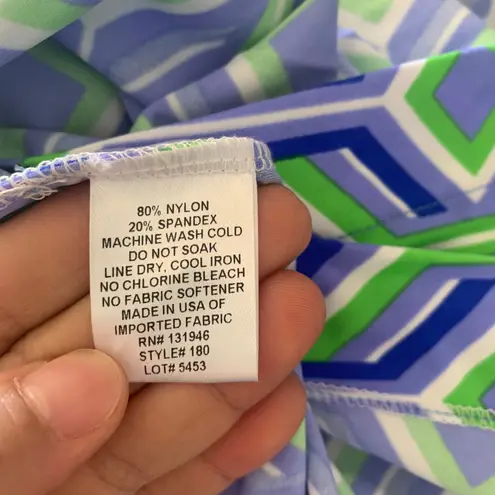 80% NYLON
20% SPANDEX
MACHINE WASH COLD
DO NOT SOAK
LINE DRY, COOL IRON
NO CHLORINE BLEACH
NO FABRIC SOFTENER
MADE IN USA OF
IMPORTED FABRIC
RN# 131946
STYLE# 180
LOT# 5453